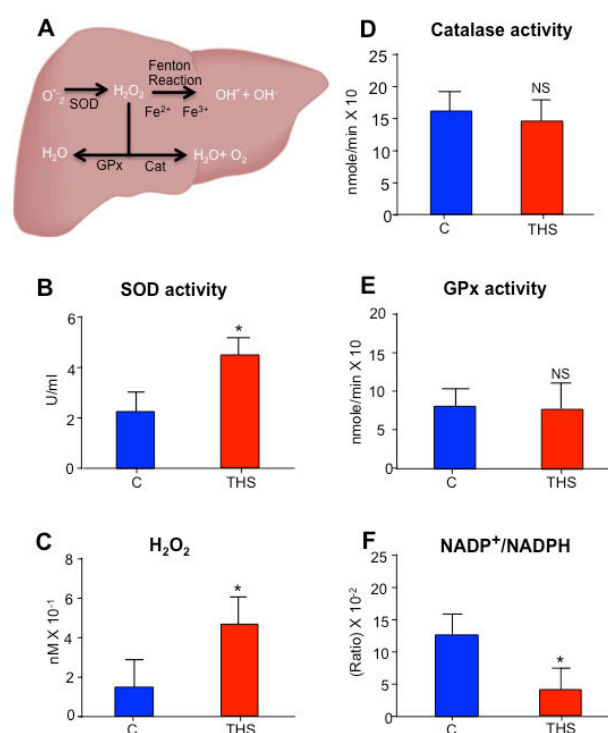 A
Fenton
Reaction
O•-2 SOD H2O2 Fe2+ Fe3+ OH• + OH-
H2O GPx Cat H2O+ O2
B SOD activity
U/ml
6
4
2
0
*
C THS
C H2O2
nM X 10-1
8
6
4
2
0
*
C THS
D Catalase activity
nmole/min X 10
20
15
10
5
0
NS
C THS
E GPx activity
nmole/min X 10
20
15
10
5
0
NS
C THS
F NADP+/NADPH
(Ratio) X 10-2
25
20
15
10
5
0
*
C THS